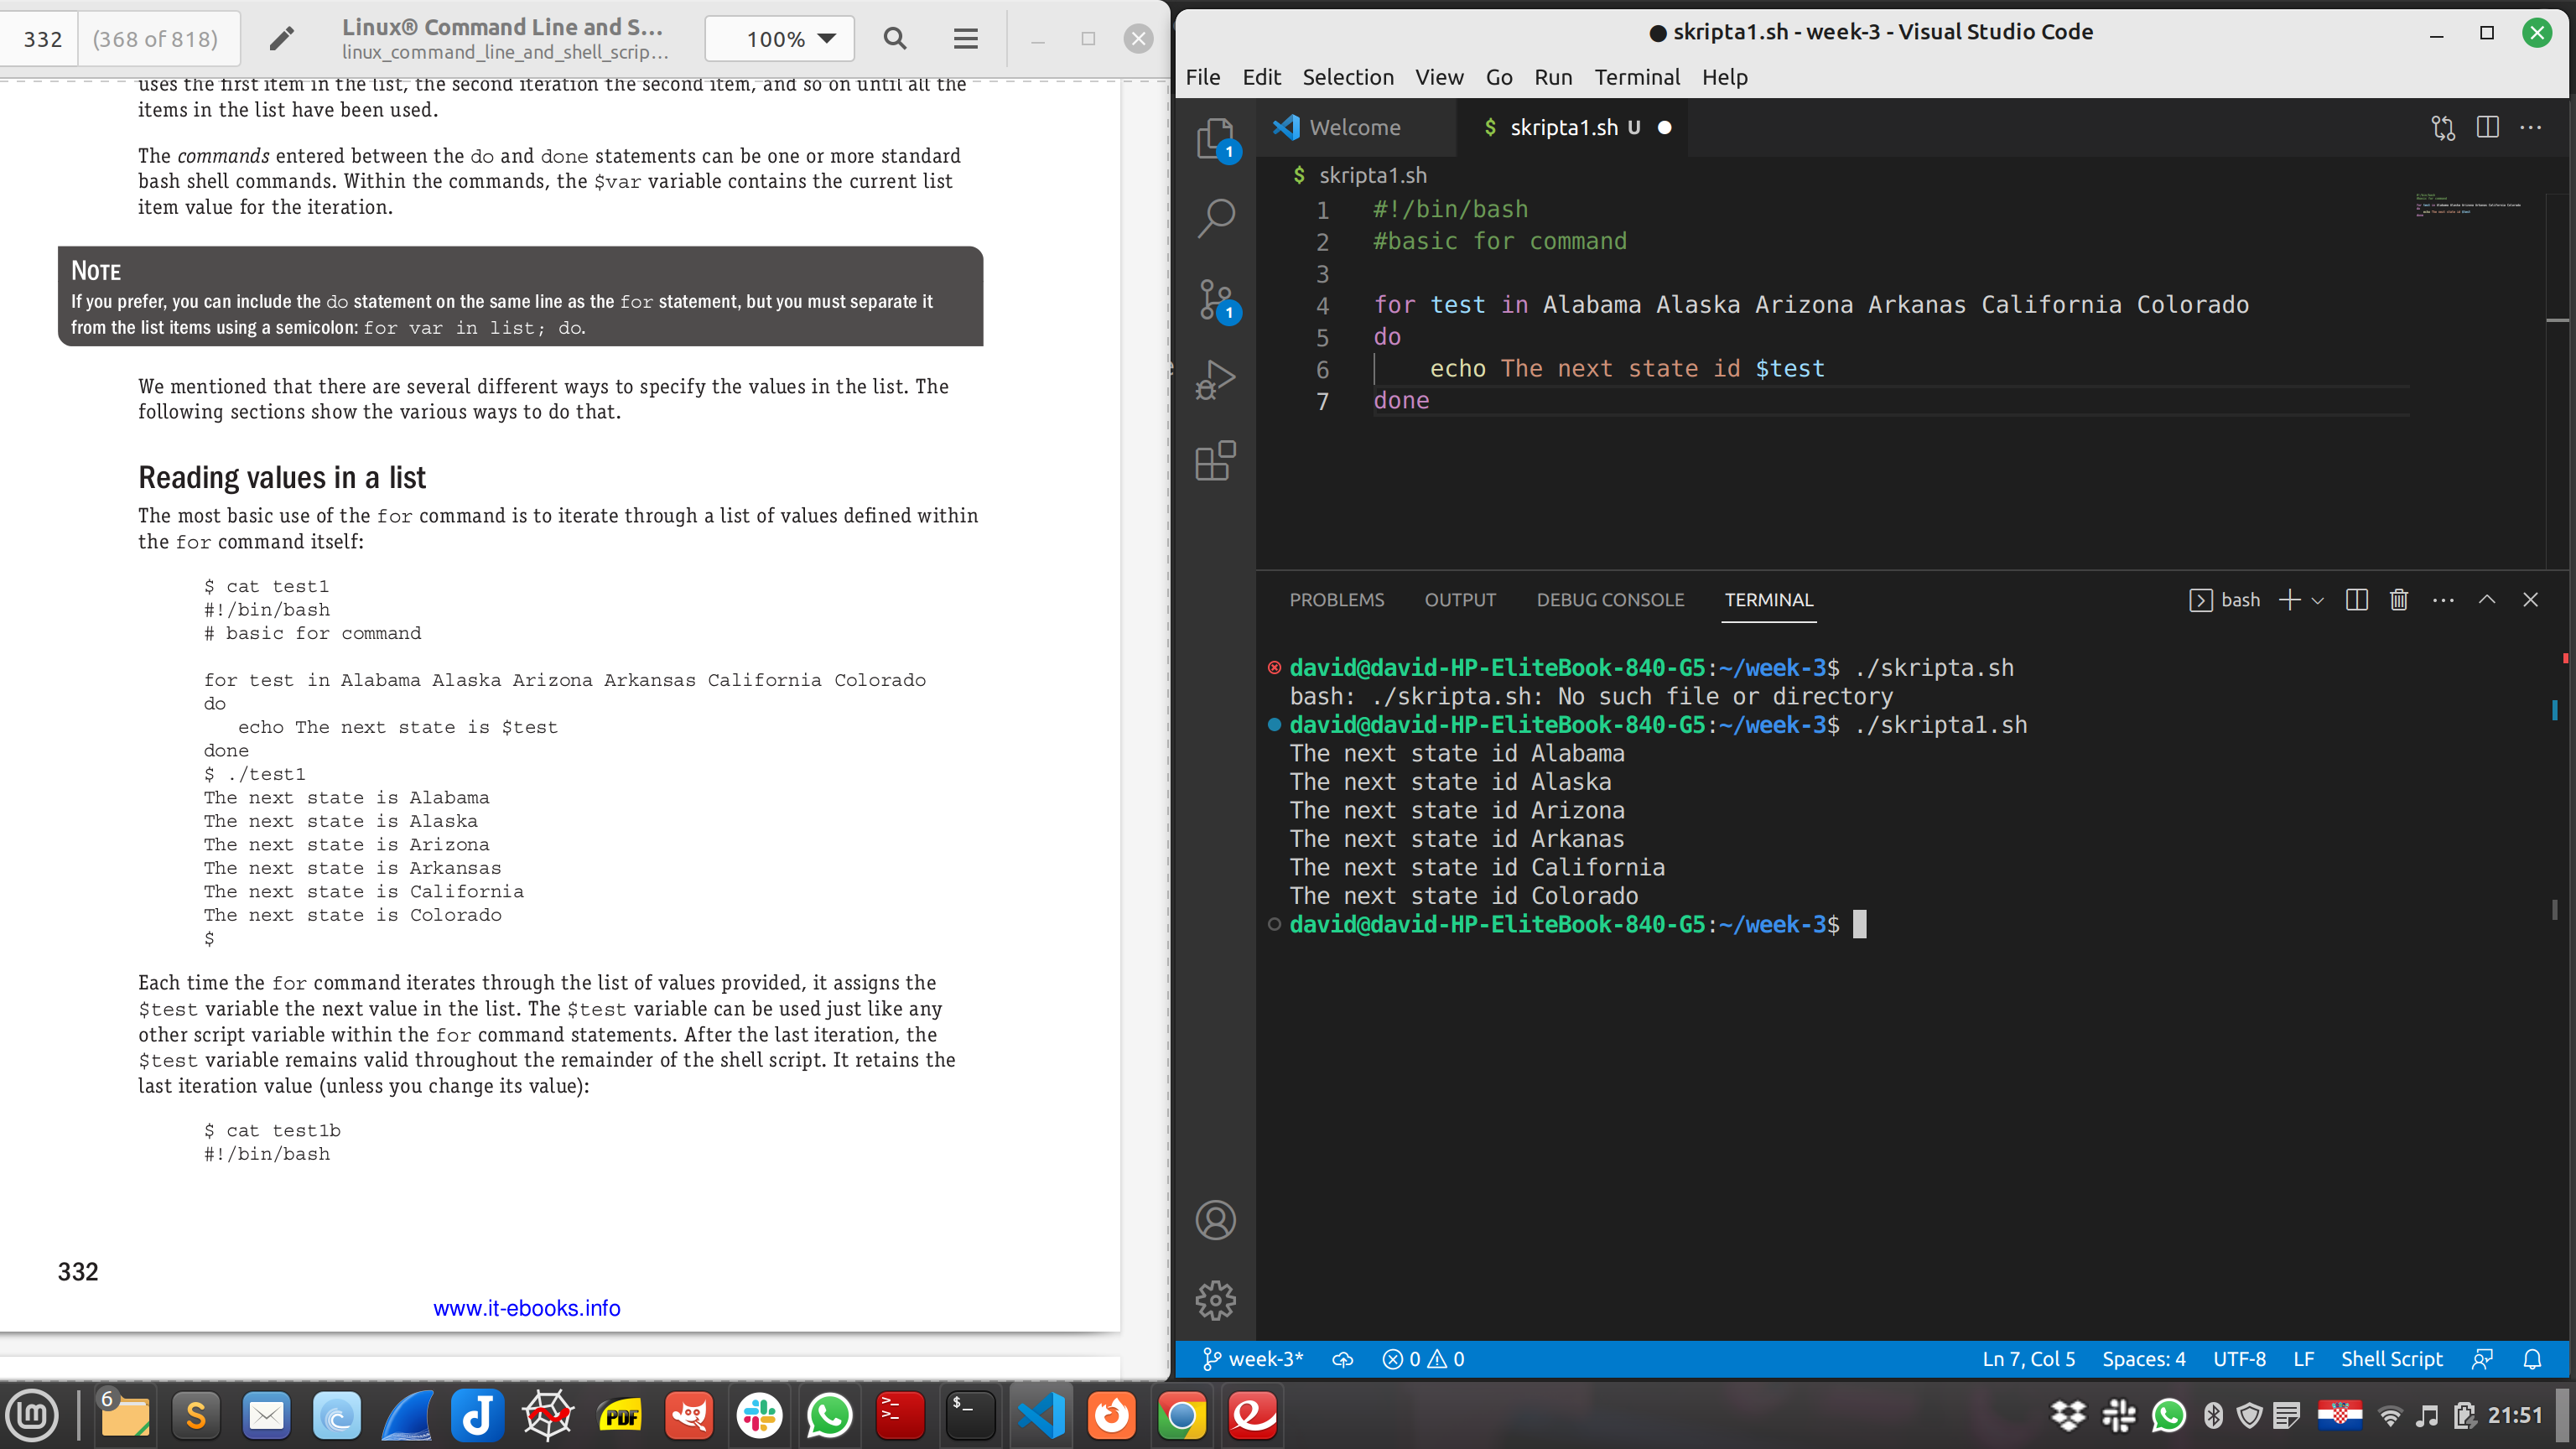 332 (368 of 818)
Linux® Command Line and S...
linux_command_line_and_shell_scrip...
100%
uses the first item in the list, the second iteration the second item, and so on until all the
items in the list have been used.
The commands entered between the do and done statements can be one or more standard
bash shell commands. Within the commands, the $var variable contains the current list
item value for the iteration.
NOTE
If you prefer, you can include the do statement on the same line as the for statement, but you must separate it
from the list items using a semicolon: for var in list; do.
We mentioned that there are several different ways to specify the values in the list. The
following sections show the various ways to do that.
Reading values in a list
The most basic use of the for command is to iterate through a list of values defined within
the for command itself:
$ cat test1
#!/bin/bash
# basic for command
for test in Alabama Alaska Arizona Arkansas California Colorado
do
echo The next state is $test
done
$ ./test1
The next state is Alabama
The next state is Alaska
The next state is Arizona
The next state is Arkansas
The next state is California
The next state is Colorado
$
Each time the for command iterates through the list of values provided, it assigns the
$test variable the next value in the list. The $test variable can be used just like any
other script variable within the for command statements. After the last iteration, the
$test variable remains valid throughout the remainder of the shell script. It retains the
last iteration value (unless you change its value):
$ cat test1b
#!/bin/bash
332
www.it-ebooks.info
● skripta1.sh - week-3 - Visual Studio Code
File Edit Selection View Go Run Terminal Help
Welcome
$ skripta1.sh U ●
$ skripta1.sh
1 #!/bin/bash
2 #basic for command
3
4 for test in Alabama Alaska Arizona Arkanas California Colorado
5 do
6 echo The next state id $test
7 done
1
1
PROBLEMS OUTPUT DEBUG CONSOLE TERMINAL
bash
david@david-HP-EliteBook-840-G5:~/week-3$ ./skripta.sh
bash: ./skripta.sh: No such file or directory
david@david-HP-EliteBook-840-G5:~/week-3$ ./skripta1.sh
The next state id Alabama
The next state id Alaska
The next state id Arizona
The next state id Arkanas
The next state id California
The next state id Colorado
david@david-HP-EliteBook-840-G5:~/week-3$
week-3* 0 0
Ln 7, Col 5 Spaces: 4 UTF-8 LF Shell Script
6
S
PDF
21:51